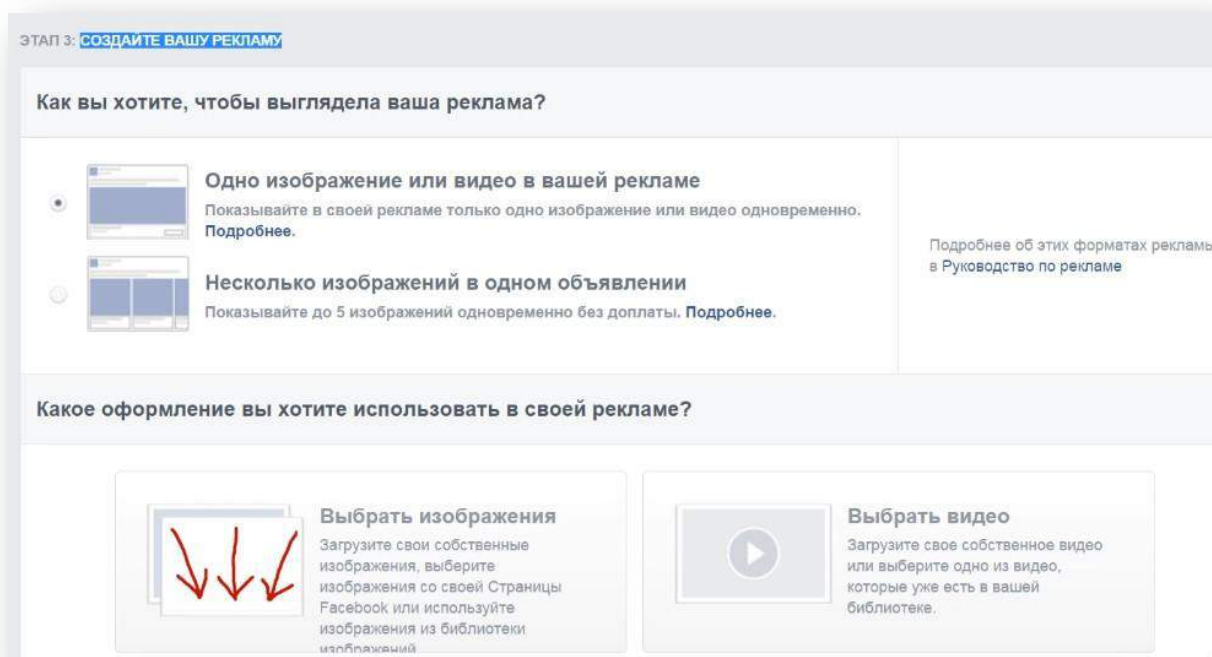 ЭТАП 3: СОЗДАЙТЕ ВАШУ РЕКЛАМУ
Как вы хотите, чтобы выглядела ваша реклама?
Одно изображение или видео в вашей рекламе
Показывайте в своей рекламе только одно изображение или видео одновременно.
Подробнее.
Несколько изображений в одном объявлении
Показывайте до 5 изображений одновременно без доплаты. Подробнее.
Подробнее об этих форматах рекламы
в Руководство по рекламе
Какое оформление вы хотите использовать в своей рекламе?
Выбрать изображения
Загрузите свои собственные
изображения, выберите
изображения со своей Страницы
Facebook или используйте
изображения из библиотеки
изображений
Выбрать видео
Загрузите свое собственное видео
или выберите одно из видео,
которые уже есть в вашей
библиотеке.